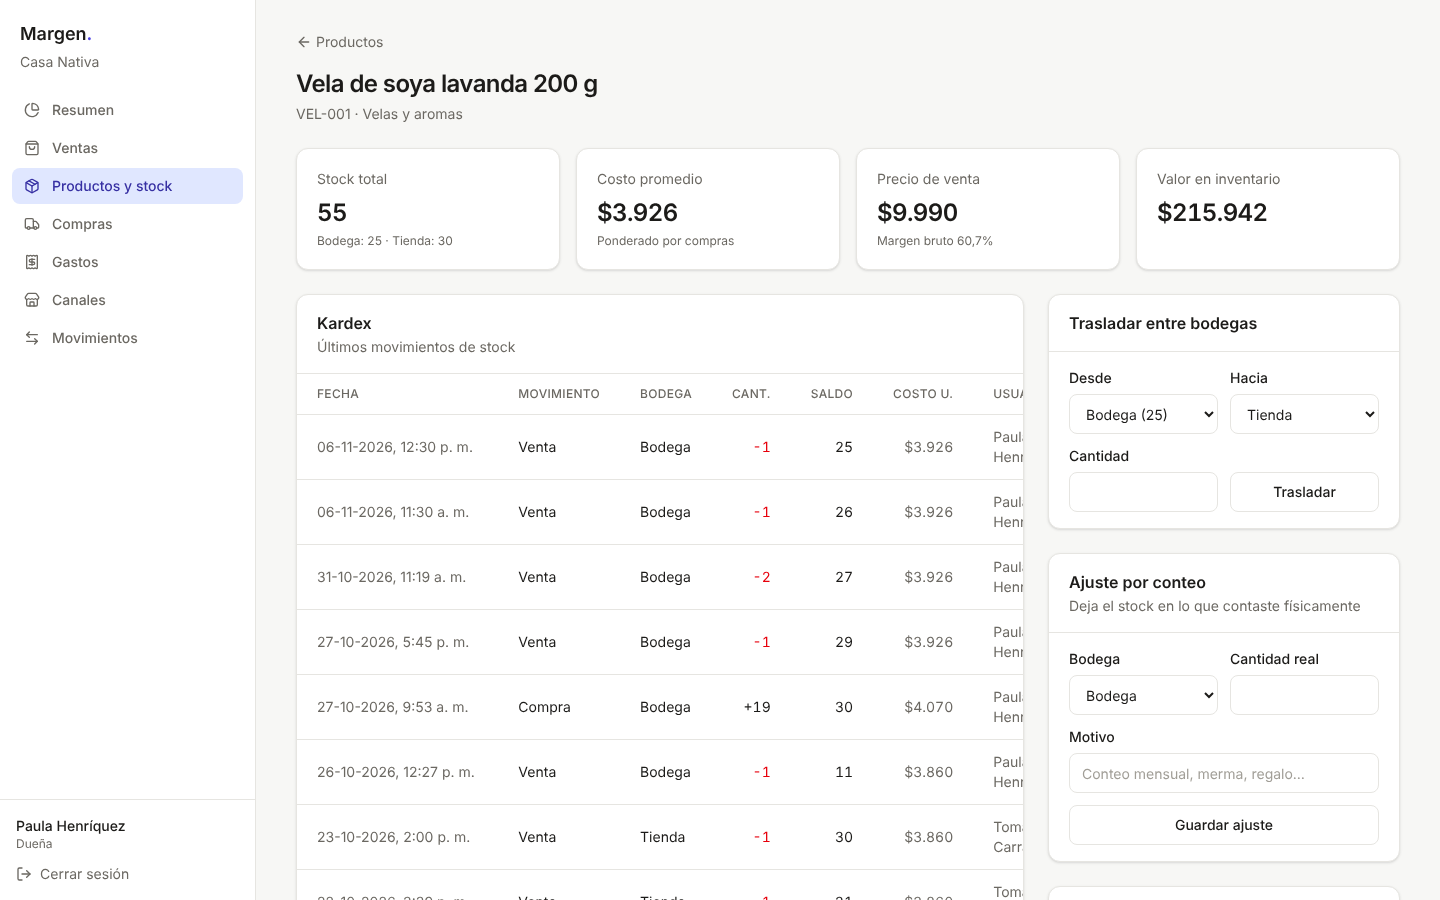 Margen.
Casa Nativa
Resumen
Ventas
Productos y stock
Compras
Gastos
Canales
Movimientos
Paula Henríquez
Dueña
Cerrar sesión
← Productos
Vela de soya lavanda 200 g
VEL-001 · Velas y aromas
Stock total
55
Bodega: 25 · Tienda: 30
Costo promedio
$3.926
Ponderado por compras
Precio de venta
$9.990
Margen bruto 60,7%
Valor en inventario
$215.942
Kardex
Últimos movimientos de stock
FECHA MOVIMIENTO BODEGA CANT. SALDO COSTO U.
06-11-2026, 12:30 p. m. Venta Bodega -1 25 $3.926
06-11-2026, 11:30 a. m. Venta Bodega -1 26 $3.926
31-10-2026, 11:19 a. m. Venta Bodega -2 27 $3.926
27-10-2026, 5:45 p. m. Venta Bodega -1 29 $3.926
27-10-2026, 9:53 a. m. Compra Bodega +19 30 $4.070
26-10-2026, 12:27 p. m. Venta Bodega -1 11 $3.860
23-10-2026, 2:00 p. m. Venta Tienda -1 30 $3.860
Trasladar entre bodegas
Desde Hacia
Bodega (25) Tienda
Cantidad
Trasladar
Ajuste por conteo
Deja el stock en lo que contaste físicamente
Bodega Cantidad real
Bodega
Motivo
Conteo mensual, merma, regalo...
Guardar ajuste